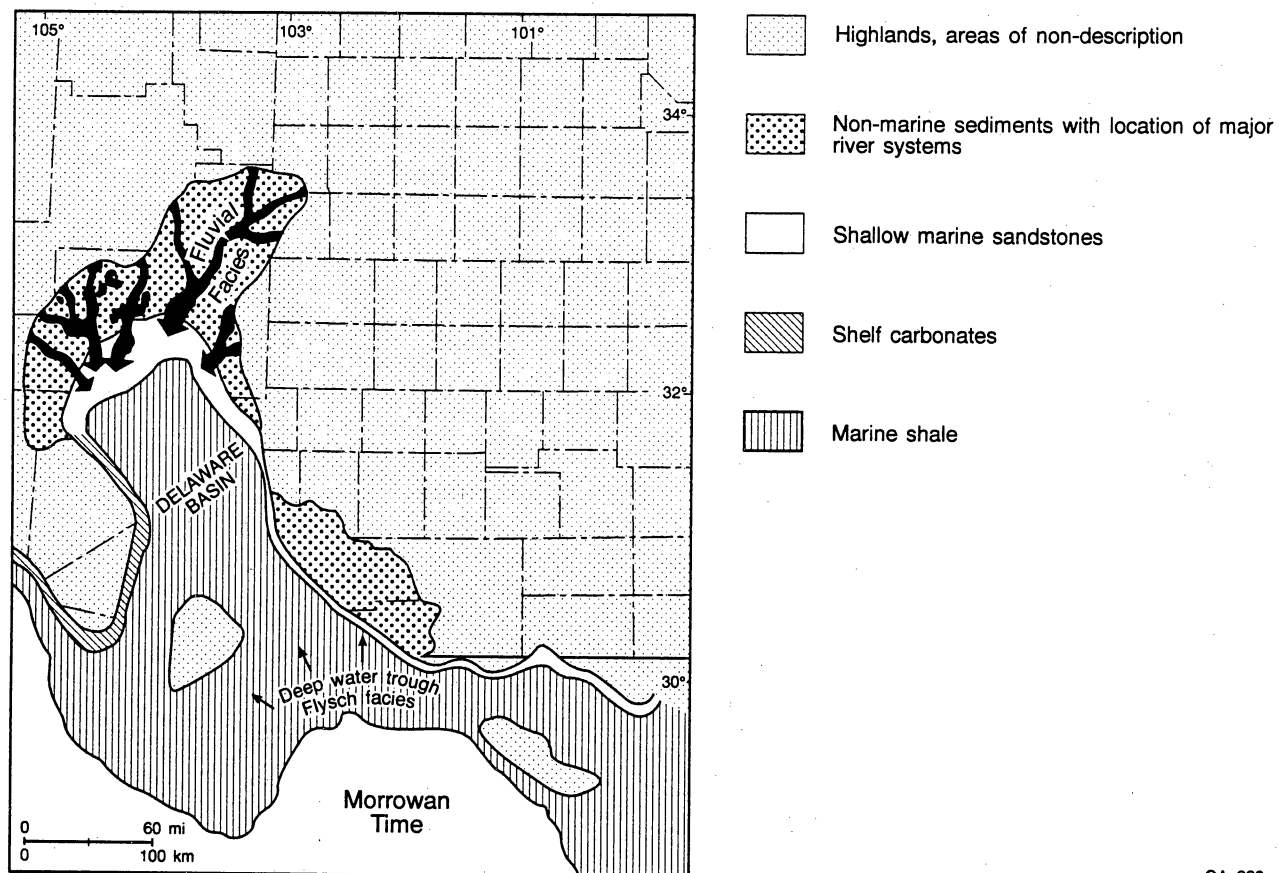 105°
103°
101°
34°
32°
30°
Fluvial
Facies
DELAWARE
BASIN
Deep water trough
Flysch facies
Morrowan
Time
0 60 mi
0 100 km
Highlands, areas of non-description
Non-marine sediments with location of major
river systems
Shallow marine sandstones
Shelf carbonates
Marine shale